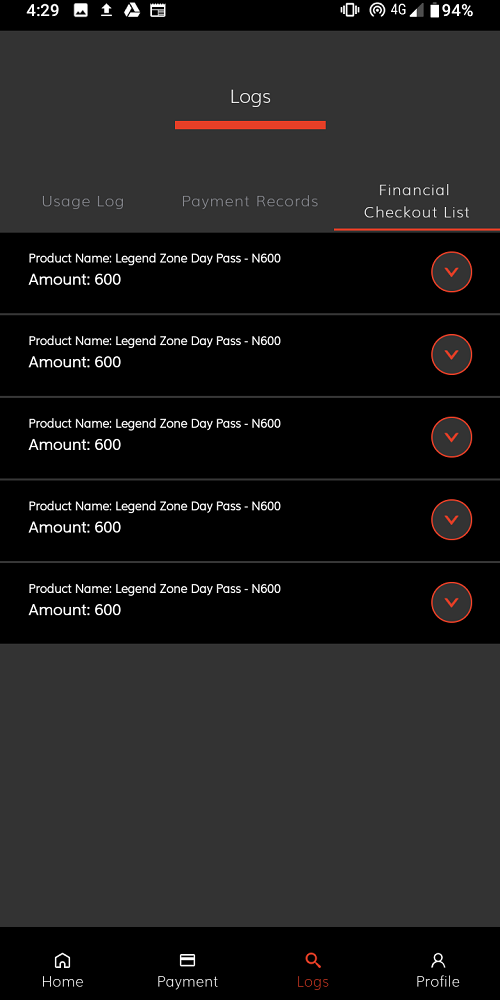 4:29
4G
94%
Logs
Usage Log
Payment Records
Financial
Checkout List
Product Name: Legend Zone Day Pass - N600
Amount: 600
Product Name: Legend Zone Day Pass - N600
Amount: 600
Product Name: Legend Zone Day Pass - N600
Amount: 600
Product Name: Legend Zone Day Pass - N600
Amount: 600
Product Name: Legend Zone Day Pass - N600
Amount: 600
Home
Payment
Logs
Profile